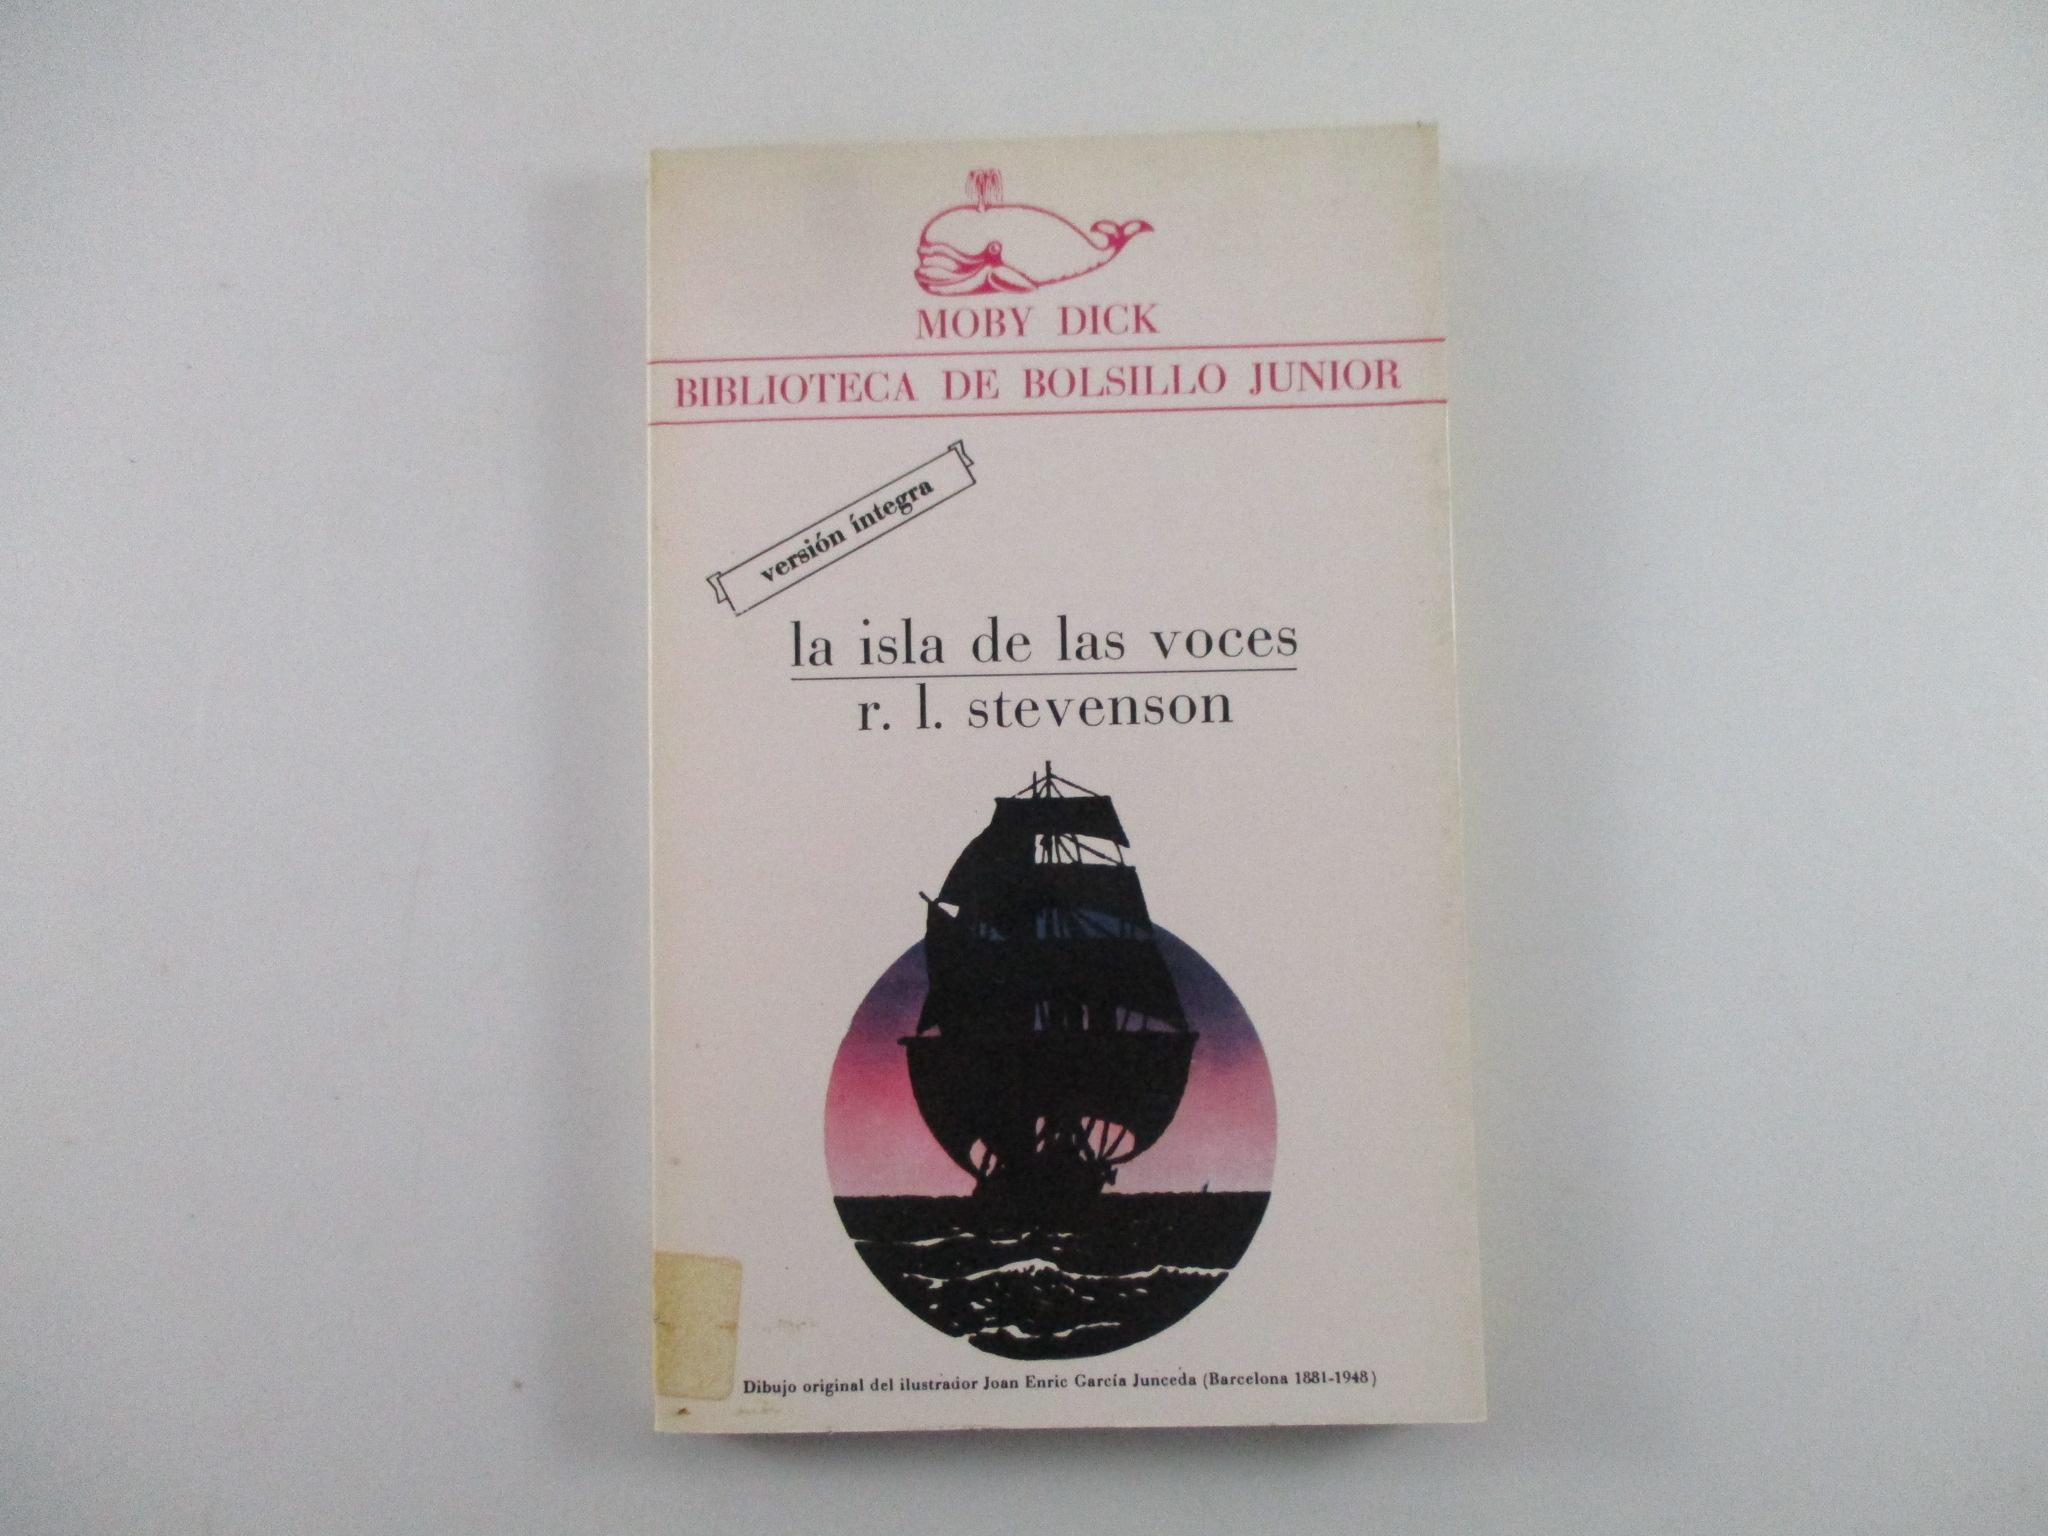 MOBY DICK
BIBLIOTECA DE BOLSILLO JUNIOR
versión íntegra
la isla de las voces
r. l. stevenson
Dibujo original del ilustrador Joan Enric García Junceda (Barcelona 1881-1948)